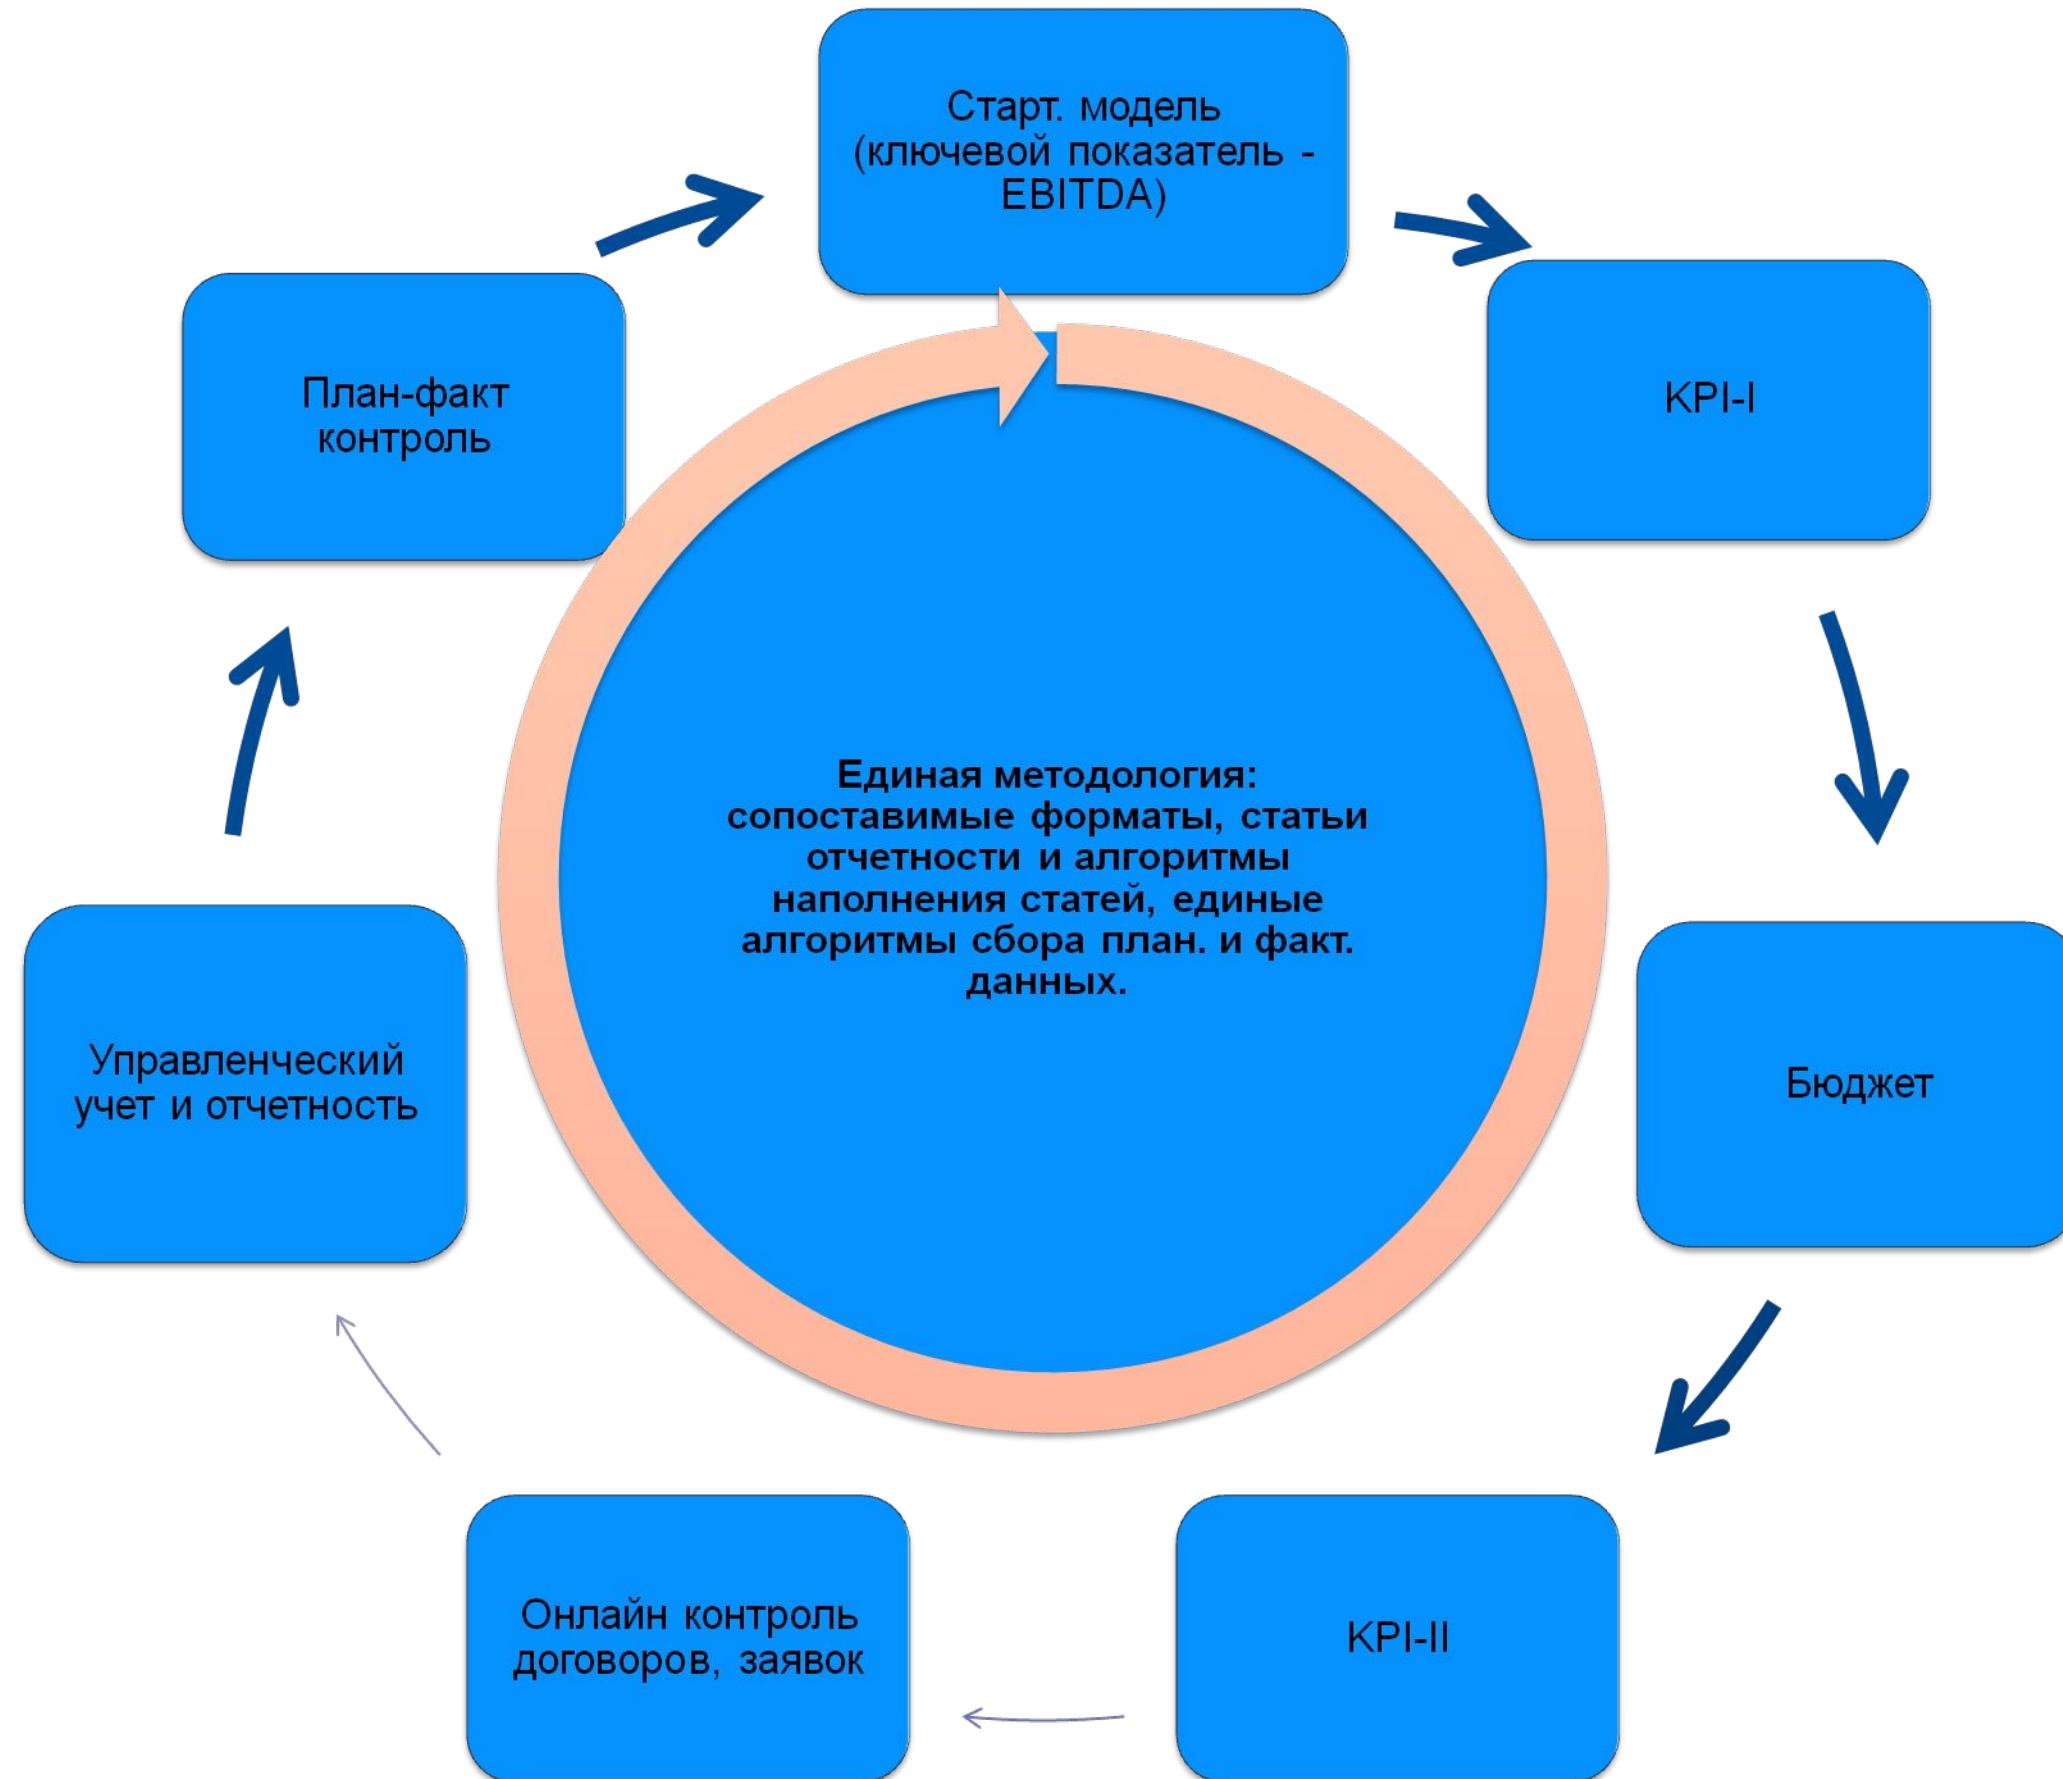 Старт. модель
(ключевой показатель -
EBITDA)
KPI-I
План-факт
контроль
Единая методология:
сопоставимые форматы, статьи
отчетности и алгоритмы
наполнения статей, единые
алгоритмы сбора план. и факт.
данных.
Бюджет
Управленческий
учет и отчетность
KPI-II
Онлайн контроль
договоров, заявок